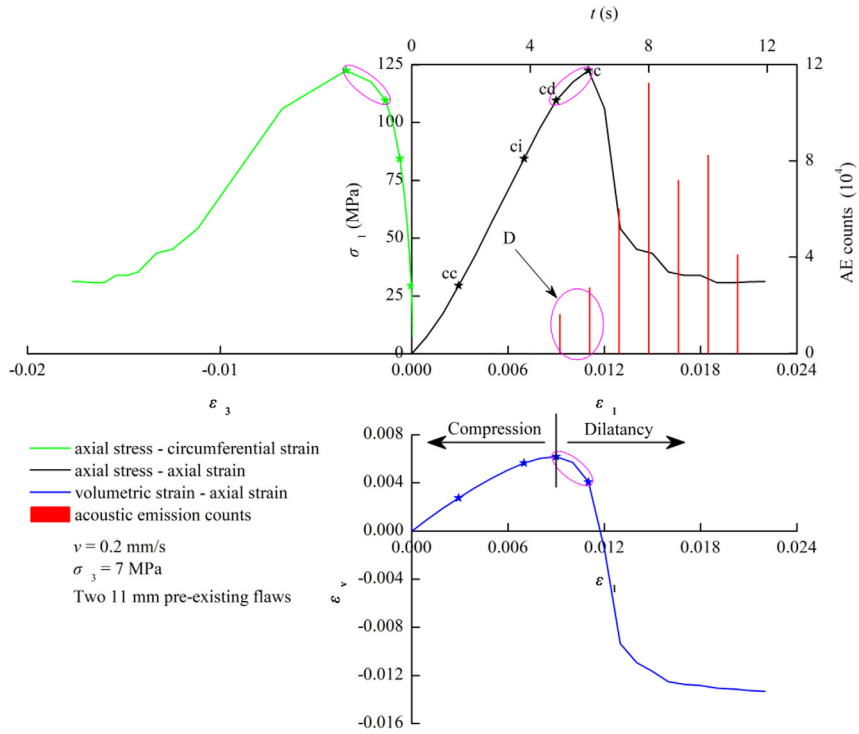 t (s)
0 4 8 12
125
100
75
50
25
0
σ 1 (MPa)
12
8
4
0
AE counts (10^4)
c
cd
ci
cc
D
-0.02 -0.01 0.000 0.006 0.012 0.018 0.024
ε 3
ε 1
Compression Dilatancy
0.008
0.004
0.000
-0.004
-0.008
-0.012
-0.016
0.000 0.006 0.012 0.018 0.024
ε v
ε 1
axial stress - circumferential strain
axial stress - axial strain
volumetric strain - axial strain
acoustic emission counts
v = 0.2 mm/s
σ 3 = 7 MPa
Two 11 mm pre-existing flaws